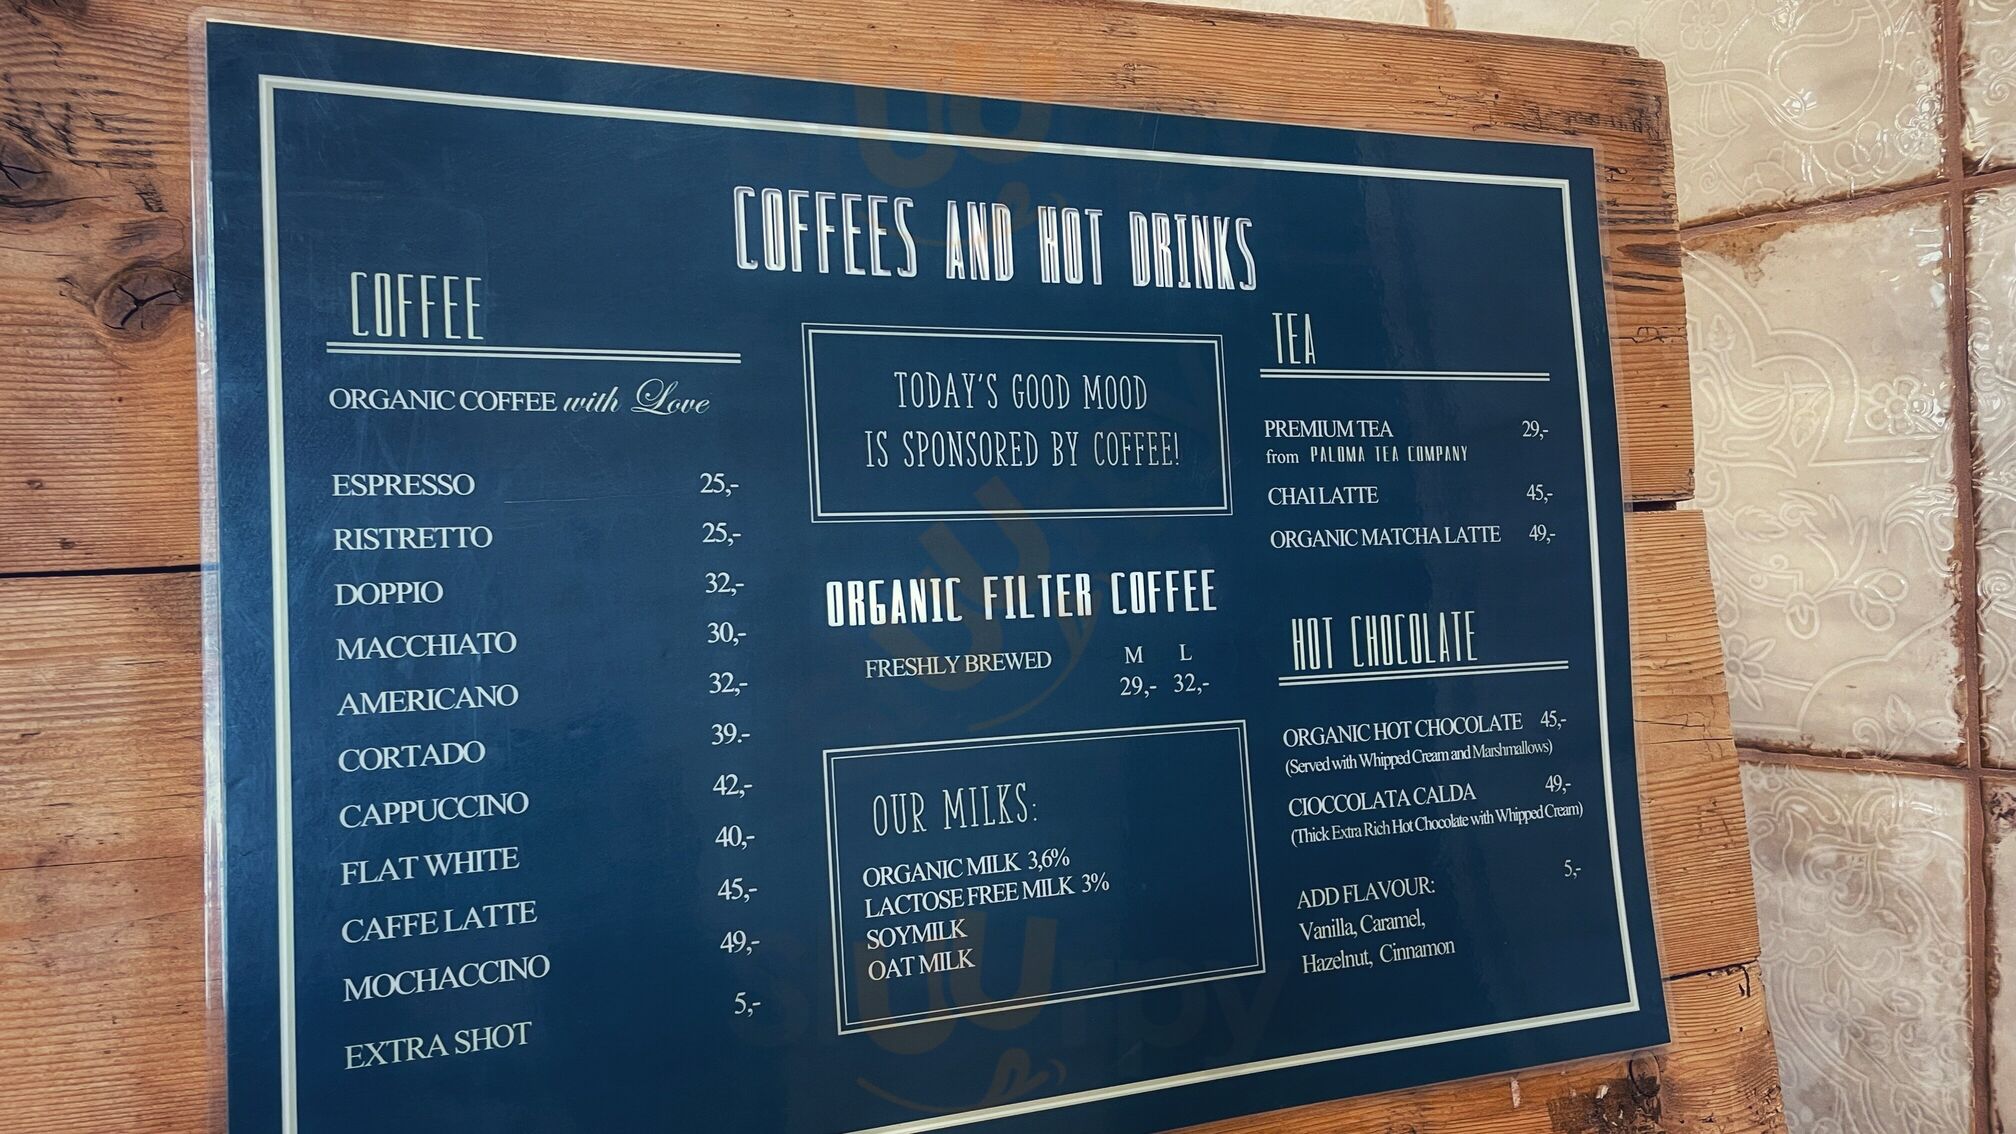 COFFEES AND HOT DRINKS
COFFEE
ORGANIC COFFEE with Love
ESPRESSO 25,-
RISTRETTO 25,-
DOPPIO 32,-
MACCHIATO 30,-
AMERICANO 32,-
CORTADO 39.-
CAPPUCCINO 42,-
FLAT WHITE 40,-
CAFFE LATTE 45,-
MOCHACCINO 49,-
EXTRA SHOT 5,-
TODAY'S GOOD MOOD
IS SPONSORED BY COFFEE!
ORGANIC FILTER COFFEE
M L
FRESHLY BREWED 29,- 32,-
OUR MILKS:
ORGANIC MILK 3,6%
LACTOSE FREE MILK 3%
SOYMILK
OAT MILK
TEA
PREMIUM TEA 29,-
from PALOMA TEA COMPANY
CHAI LATTE 45,-
ORGANIC MATCHA LATTE 49,-
HOT CHOCOLATE
ORGANIC HOT CHOCOLATE 45,-
(Served with Whipped Cream and Marshmallows)
CIOCCOLATA CALDA 49,-
(Thick Extra Rich Hot Chocolate with Whipped Cream)
ADD FLAVOUR: 5,-
Vanilla, Caramel,
Hazelnut, Cinnamon